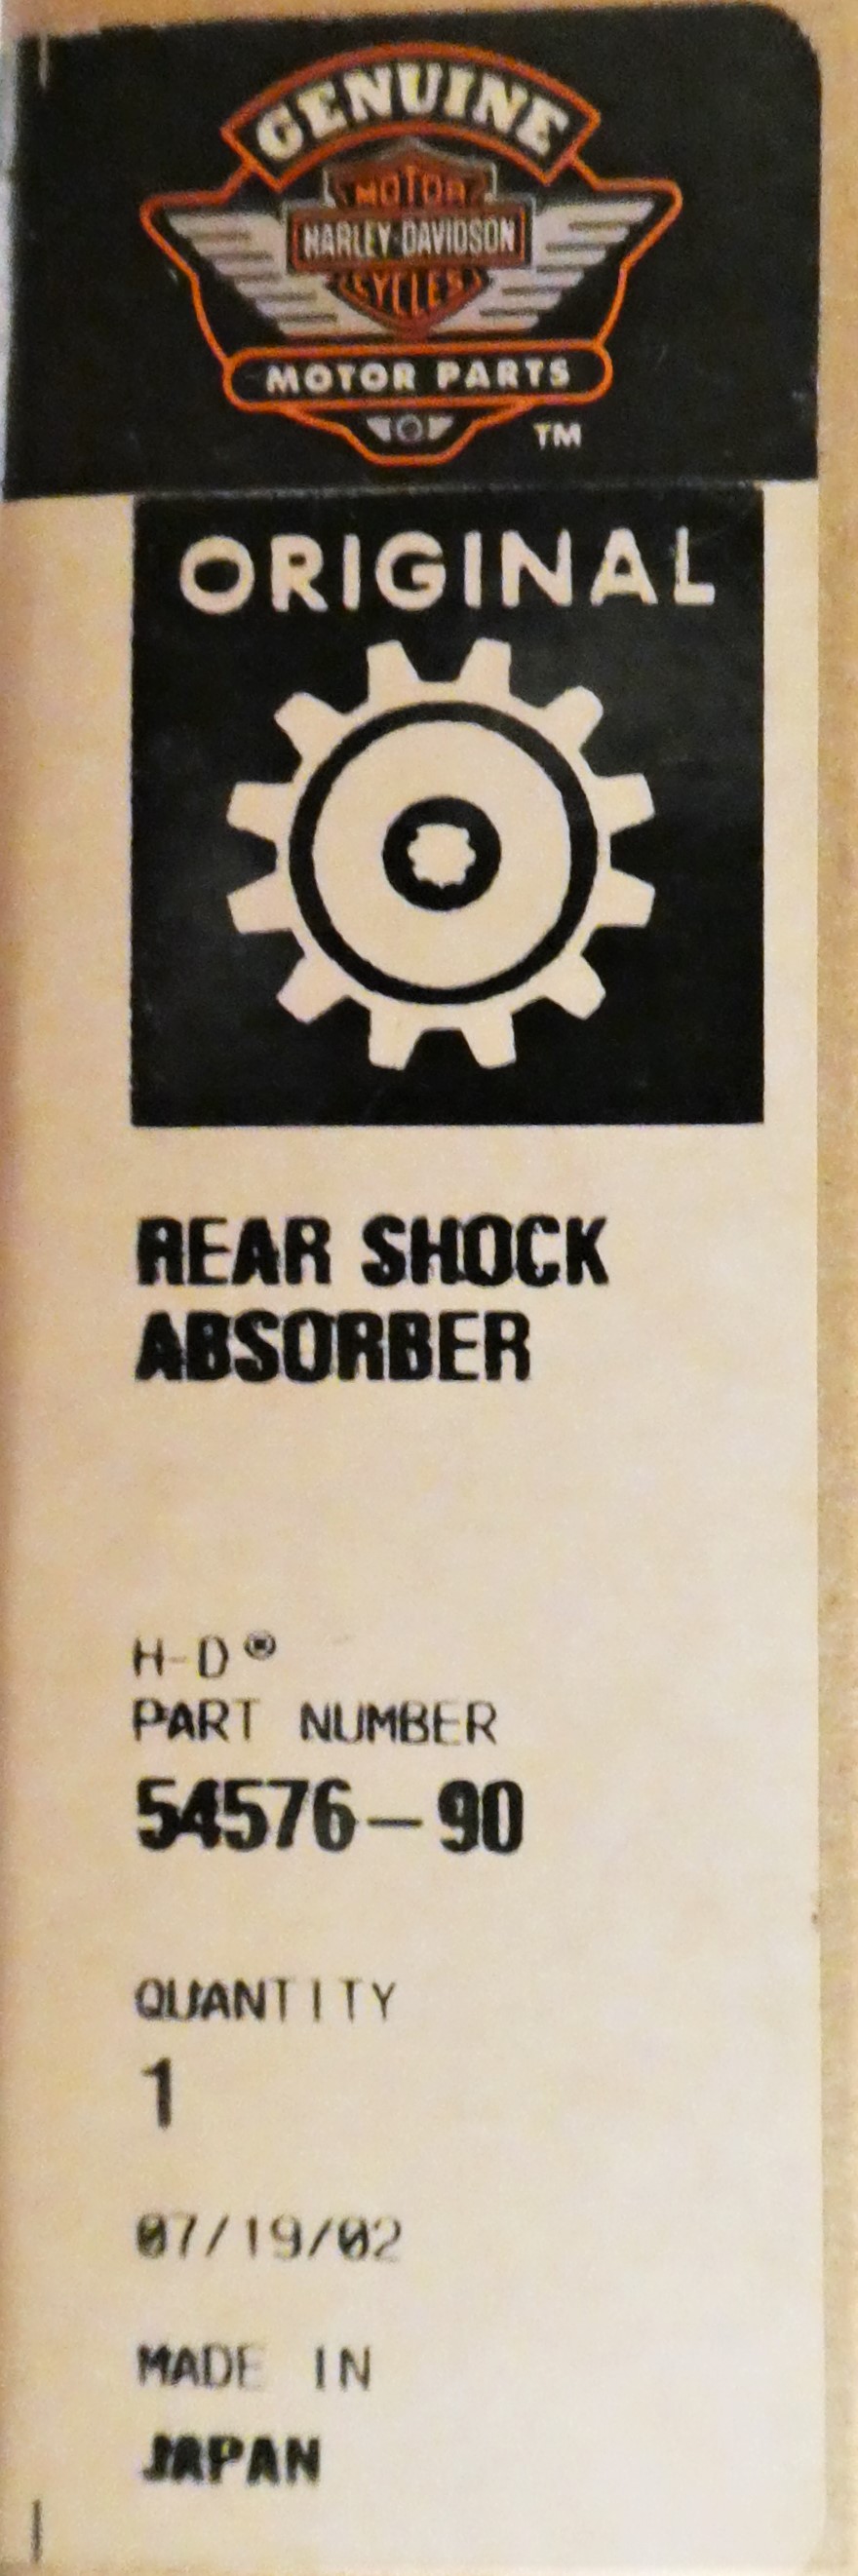 GENUINE
MOTOR
HARLEY-DAVIDSON
CYCLES
MOTOR PARTS
TM
ORIGINAL
REAR SHOCK
ABSORBER
H-D®
PART NUMBER
54576-90
QUANTITY
1
07/19/02
MADE IN
JAPAN